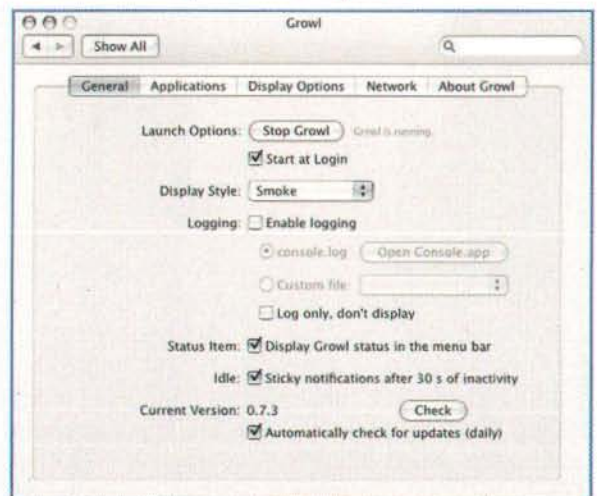 Growl
Show All
General Applications Display Options Network About Growl
Launch Options: Stop Growl Growl is running.
Start at Login
Display Style: Smoke
Logging: Enable logging
console.log Open Console.app
Custom file:
Log only, don't display
Status Item: Display Growl status in the menu bar
Idle: Sticky notifications after 30 s of inactivity
Current Version: 0.7.3 Check
Automatically check for updates (daily)